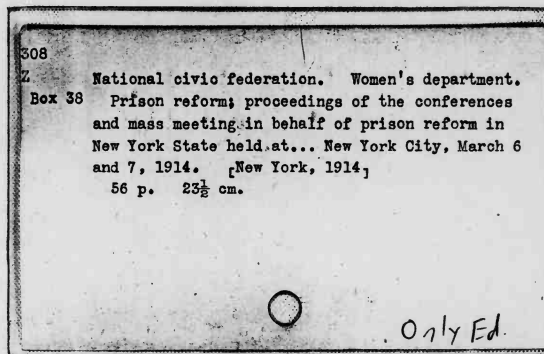 308
Z National civic federation. Women's department.
Box 38 Prison reform; proceedings of the conferences
and mass meeting in behalf of prison reform in
New York State held at... New York City, March 6
and 7, 1914. [New York, 1914]
56 p. 23½ cm.
Only Ed.